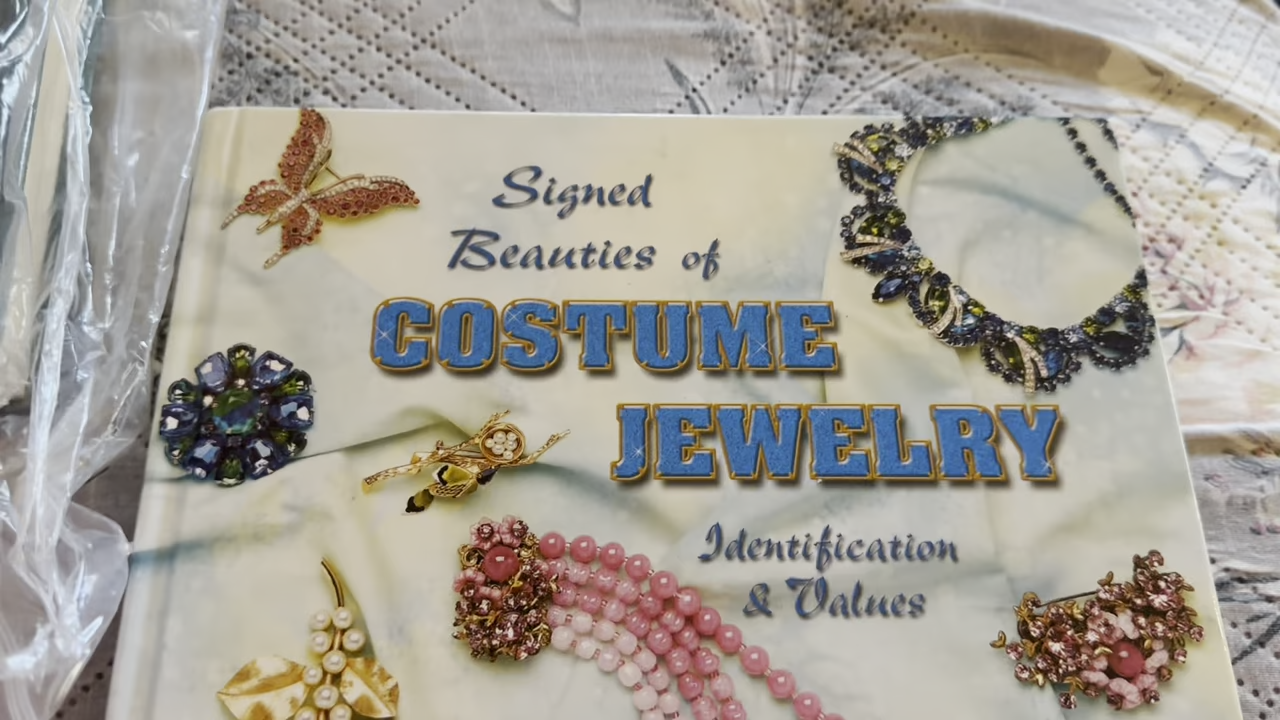 Signed
Beauties of
COSTUME
JEWELRY
Identification
& Values